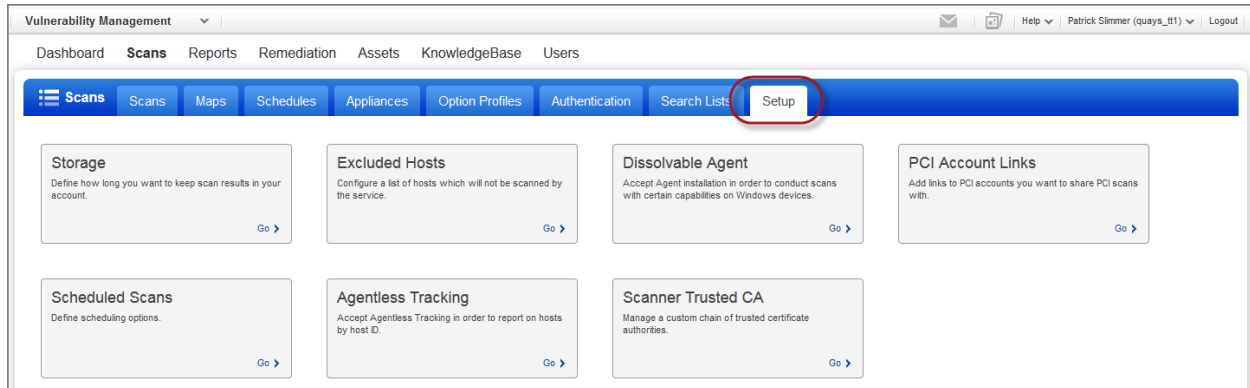 Vulnerability Management
Help
Patrick Slimmer (quays_tt1)
Logout
Dashboard Scans Reports Remediation Assets KnowledgeBase Users
Scans Scans Maps Schedules Appliances Option Profiles Authentication Search Lists Setup
Storage
Define how long you want to keep scan results in your
account.
Go
Excluded Hosts
Configure a list of hosts which will not be scanned by
the service.
Go
Dissolvable Agent
Accept Agent installation in order to conduct scans
with certain capabilities on Windows devices.
Go
PCI Account Links
Add links to PCI accounts you want to share PCI scans
with.
Go
Scheduled Scans
Define scheduling options.
Go
Agentless Tracking
Accept Agentless Tracking in order to report on hosts
by host ID.
Go
Scanner Trusted CA
Manage a custom chain of trusted certificate
authorities.
Go